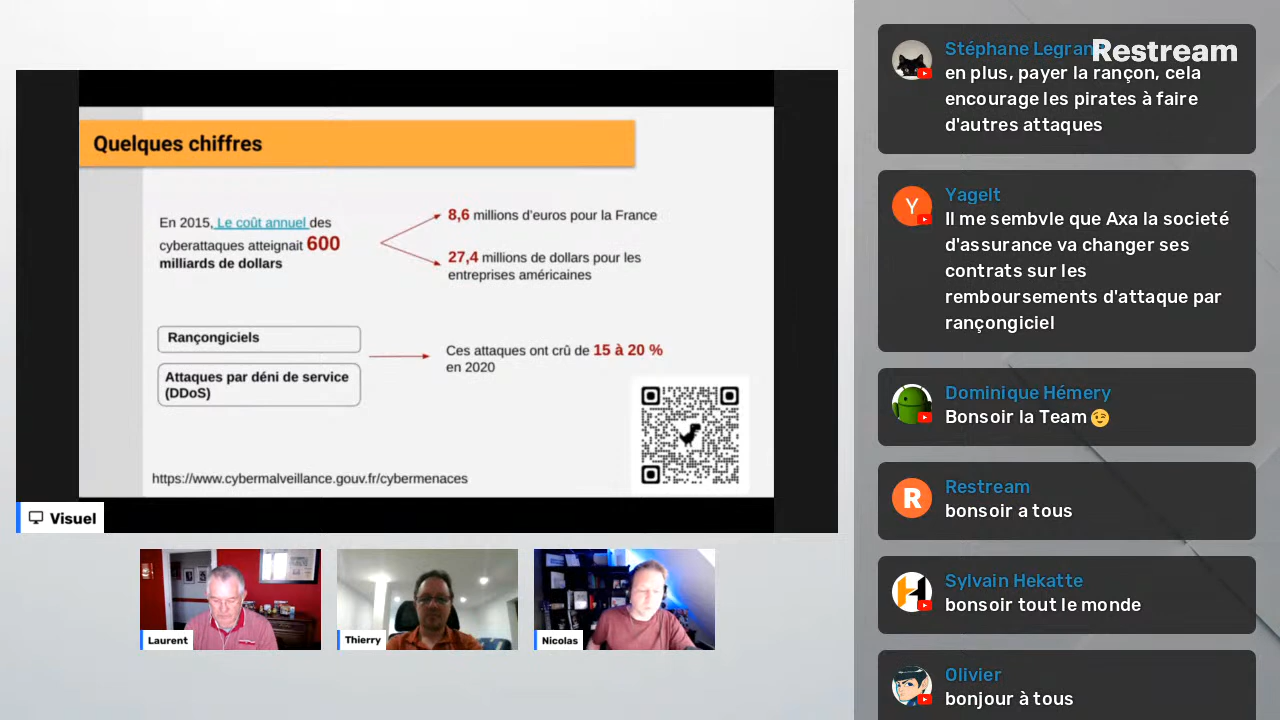 Quelques chiffres
En 2015, Le coût annuel des
cyberattaques atteignait 600
milliards de dollars
8,6 millions d'euros pour la France
27,4 millions de dollars pour les
entreprises américaines
Rançongiciels
Attaques par déni de service
(DDoS)
Ces attaques ont crû de 15 à 20 %
en 2020
https://www.cybermalveillance.gouv.fr/cybermenaces
Visuel
Laurent
Thierry
Nicolas
Restream
Stéphane Legran
en plus, payer la rançon, cela
encourage les pirates à faire
d'autres attaques
Y
Yagelt
Il me sembvle que Axa la societé
d'assurance va changer ses
contrats sur les
remboursements d'attaque par
rançongiciel
Dominique Hémery
Bonsoir la Team😉
R
Restream
bonsoir a tous
Sylvain Hekatte
bonsoir tout le monde
Olivier
bonjour à tous